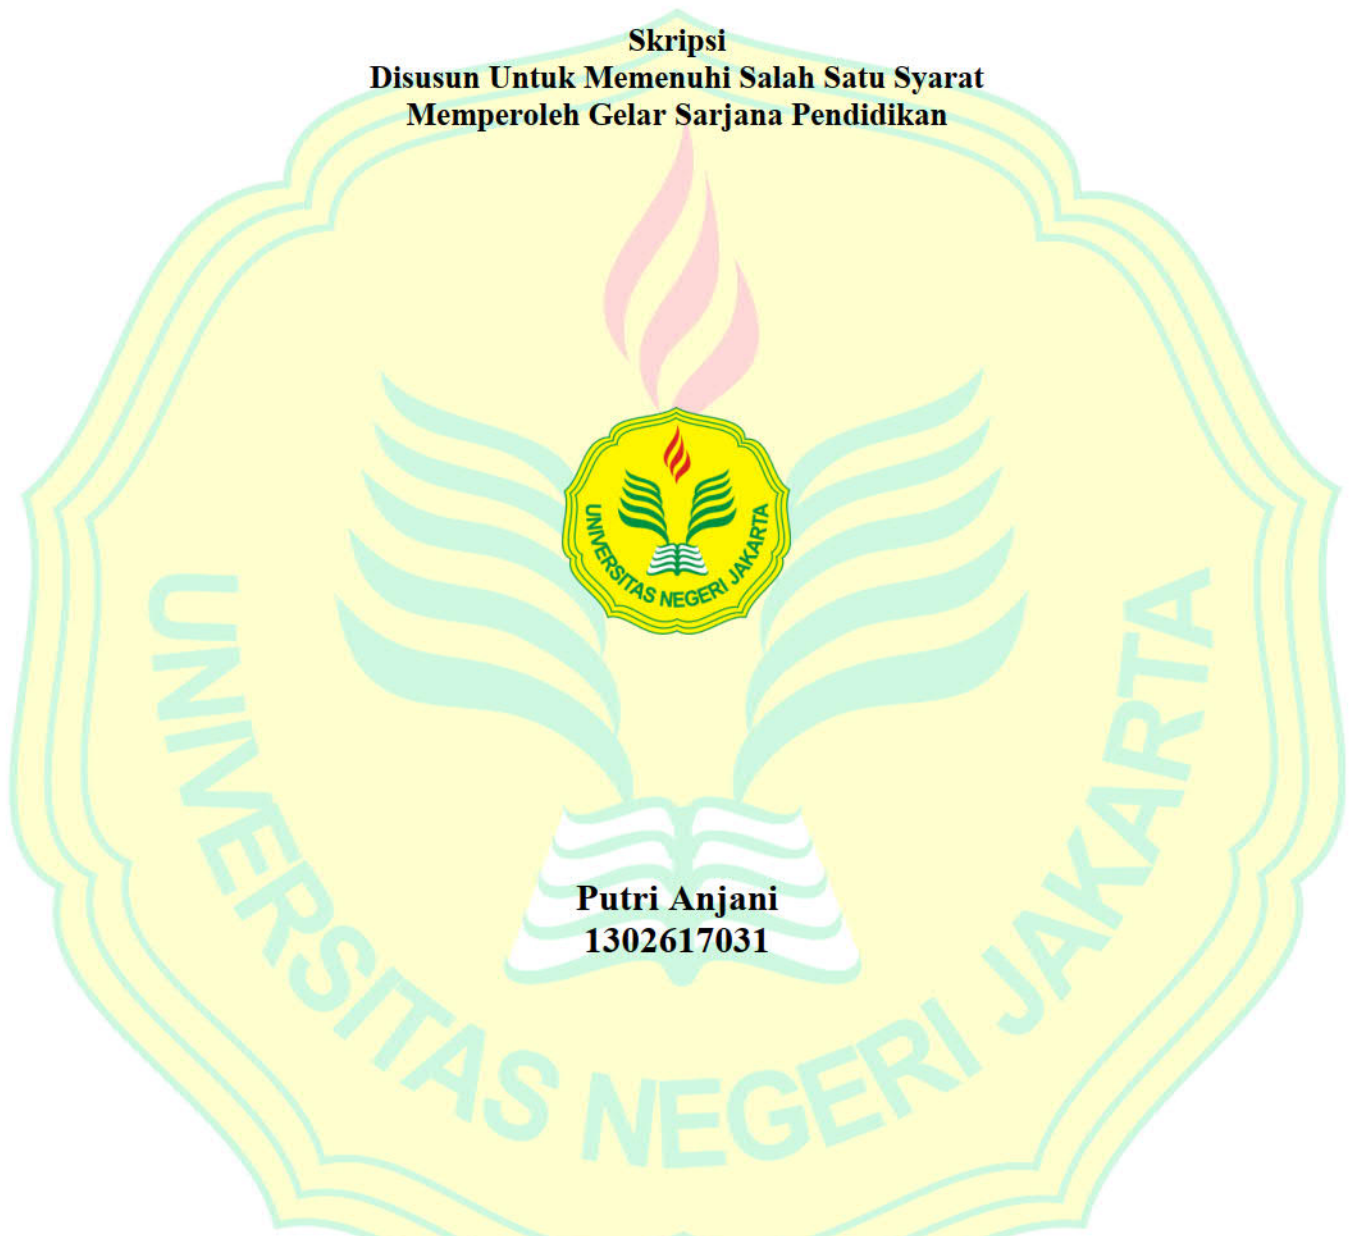 Skripsi
Disusun Untuk Memenuhi Salah Satu Syarat
Memperoleh Gelar Sarjana Pendidikan
UNIVERSITAS NEGERI JAKARTA
Putri Anjani
1302617031
UNIVERSITAS NEGERI JAKARTA